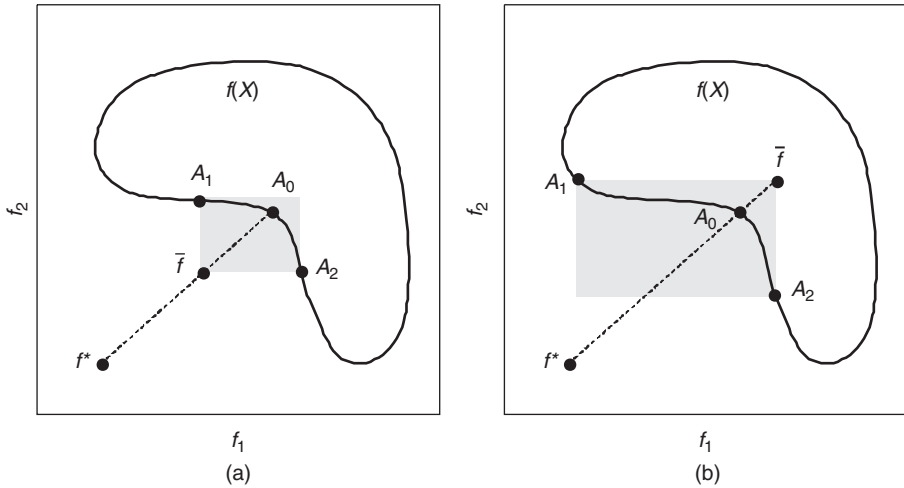 f(X)
A₁
A₀
f̅
A₂
f*
f₂
f₁
(a)
f(X)
f̅
A₁
A₀
A₂
f*
f₂
f₁
(b)